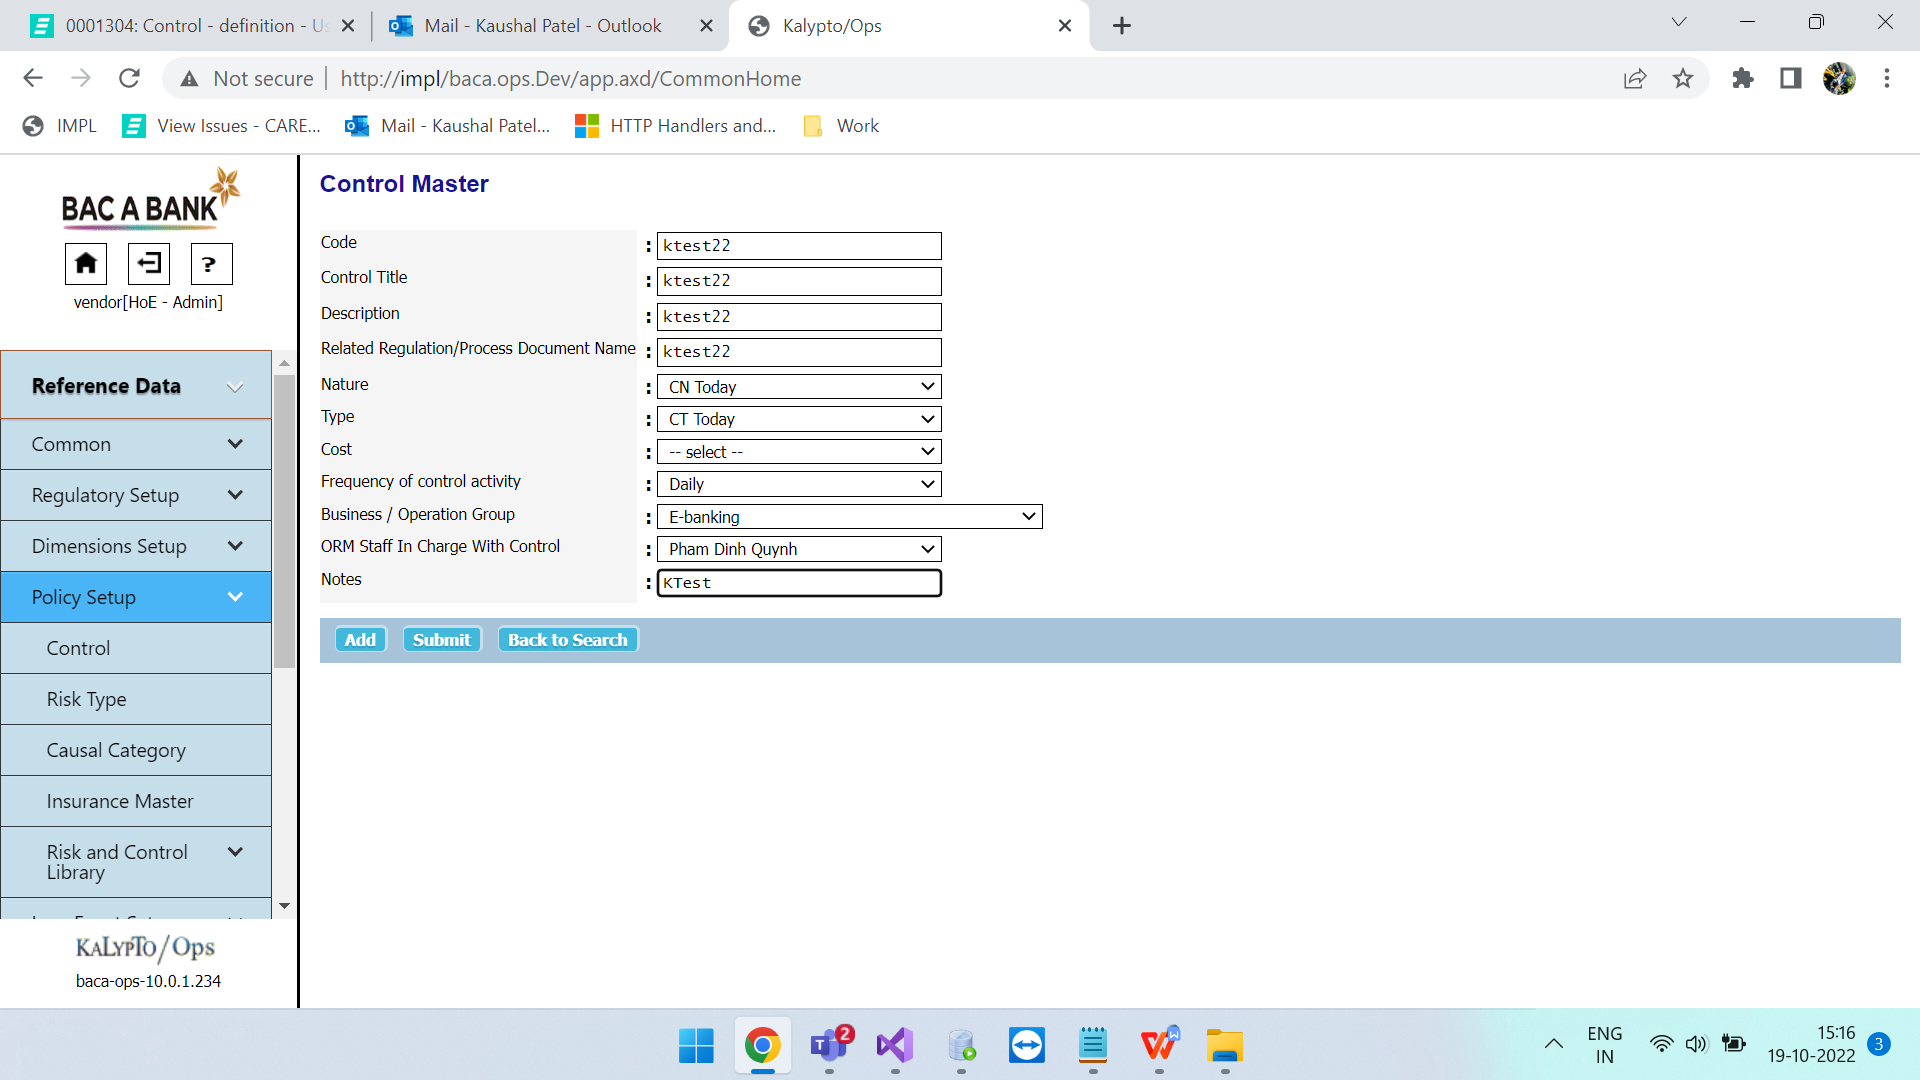 0001304: Control - definition - U
Mail - Kaushal Patel - Outlook
Kalypto/Ops
Not secure
http://impl/baca.ops.Dev/app.axd/CommonHome
IMPL
View Issues - CARE...
Mail - Kaushal Patel...
HTTP Handlers and...
Work
BAC A BANK
?
vendor[HoE - Admin]
Reference Data
Common
Regulatory Setup
Dimensions Setup
Policy Setup
Control
Risk Type
Causal Category
Insurance Master
Risk and Control
Library
KALYPTO/Ops
baca-ops-10.0.1.234
Control Master
Code : ktest22
Control Title : ktest22
Description : ktest22
Related Regulation/Process Document Name : ktest22
Nature : CN Today
Type : CT Today
Cost : -- select --
Frequency of control activity : Daily
Business / Operation Group : E-banking
ORM Staff In Charge With Control : Pham Dinh Quynh
Notes : KTest
Add Submit Back to Search
2
ENG
IN
15:16
19-10-2022
3